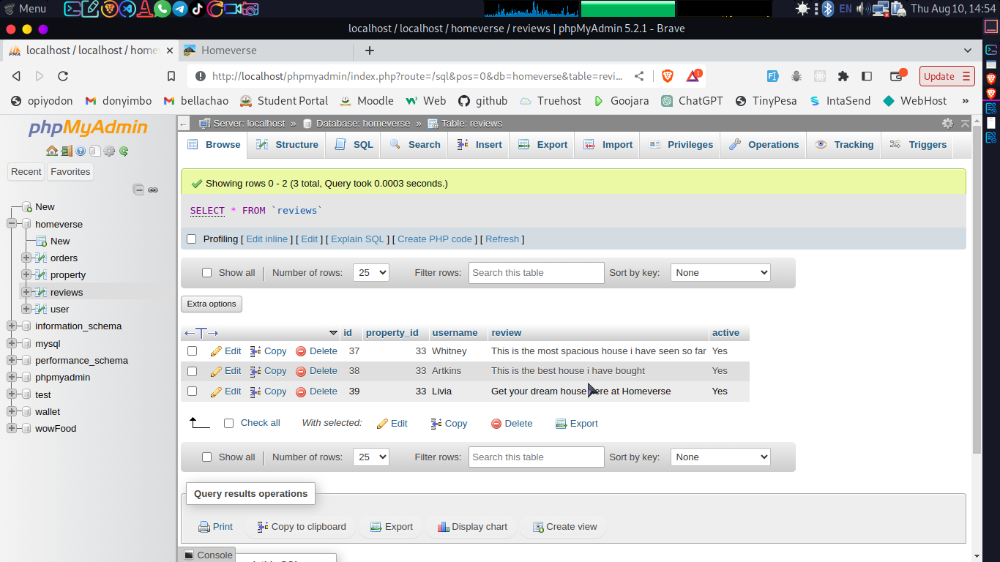 Menu EN Thu Aug 10, 14:54
localhost / localhost / homeverse / reviews | phpMyAdmin 5.2.1 - Brave
localhost / localhost / home Homeverse
http://localhost/phpmyadmin/index.php?route=/sql&pos=0&db=homeverse&table=revi... 1 Update
opiyodon donyimbo bellachao Student Portal Moodle Web github Truehost Goojara ChatGPT TinyPesa IntaSend WebHost »
phpMyAdmin
Recent Favorites
New
homeverse
New
orders
property
reviews
user
information_schema
mysql
performance_schema
phpmyadmin
test
wallet
wowFood
Server: localhost » Database: homeverse » Table: reviews
Browse Structure SQL Search Insert Export Import Privileges Operations Tracking Triggers
Showing rows 0 - 2 (3 total, Query took 0.0003 seconds.)
SELECT * FROM `reviews`
Profiling [ Edit inline ] [ Edit ] [ Explain SQL ] [ Create PHP code ] [ Refresh ]
Show all | Number of rows: 25 Filter rows: Search this table Sort by key: None
Extra options
←T→ id property_id username review active
Edit Copy Delete 37 33 Whitney This is the most spacious house i have seen so far Yes
Edit Copy Delete 38 33 Artkins This is the best house i have bought Yes
Edit Copy Delete 39 33 Livia Get your dream house here at Homeverse Yes
Check all With selected: Edit Copy Delete Export
Show all | Number of rows: 25 Filter rows: Search this table Sort by key: None
Query results operations
Print Copy to clipboard Export Display chart Create view
Console